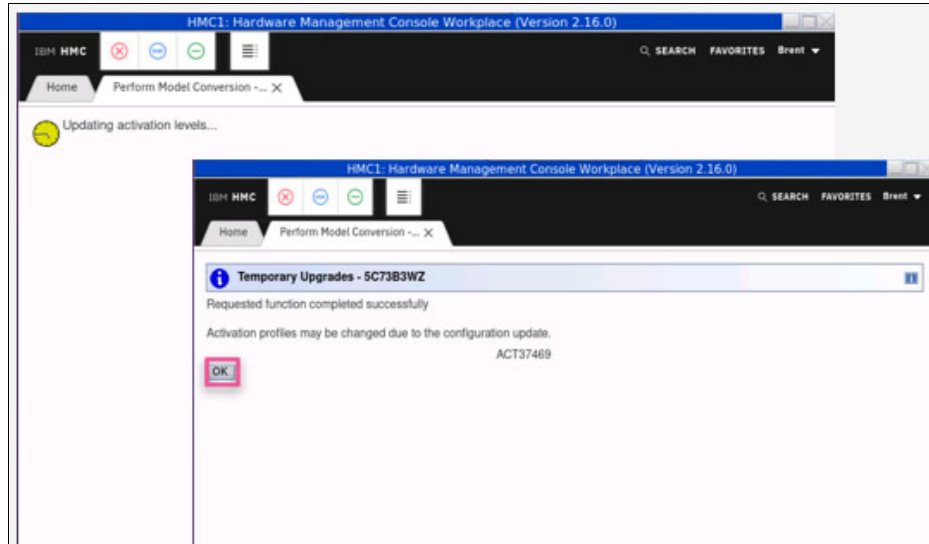 HMC1: Hardware Management Console Workplace (Version 2.16.0)
IBM HMC SEARCH FAVORITES Brent
Home Perform Model Conversion -... X
Updating activation levels...
HMC1: Hardware Management Console Workplace (Version 2.16.0)
IBM HMC SEARCH FAVORITES Brent
Home Perform Model Conversion -... X
i Temporary Upgrades - 5C73B3WZ i
Requested function completed successfully
Activation profiles may be changed due to the configuration update.
ACT37469
OK